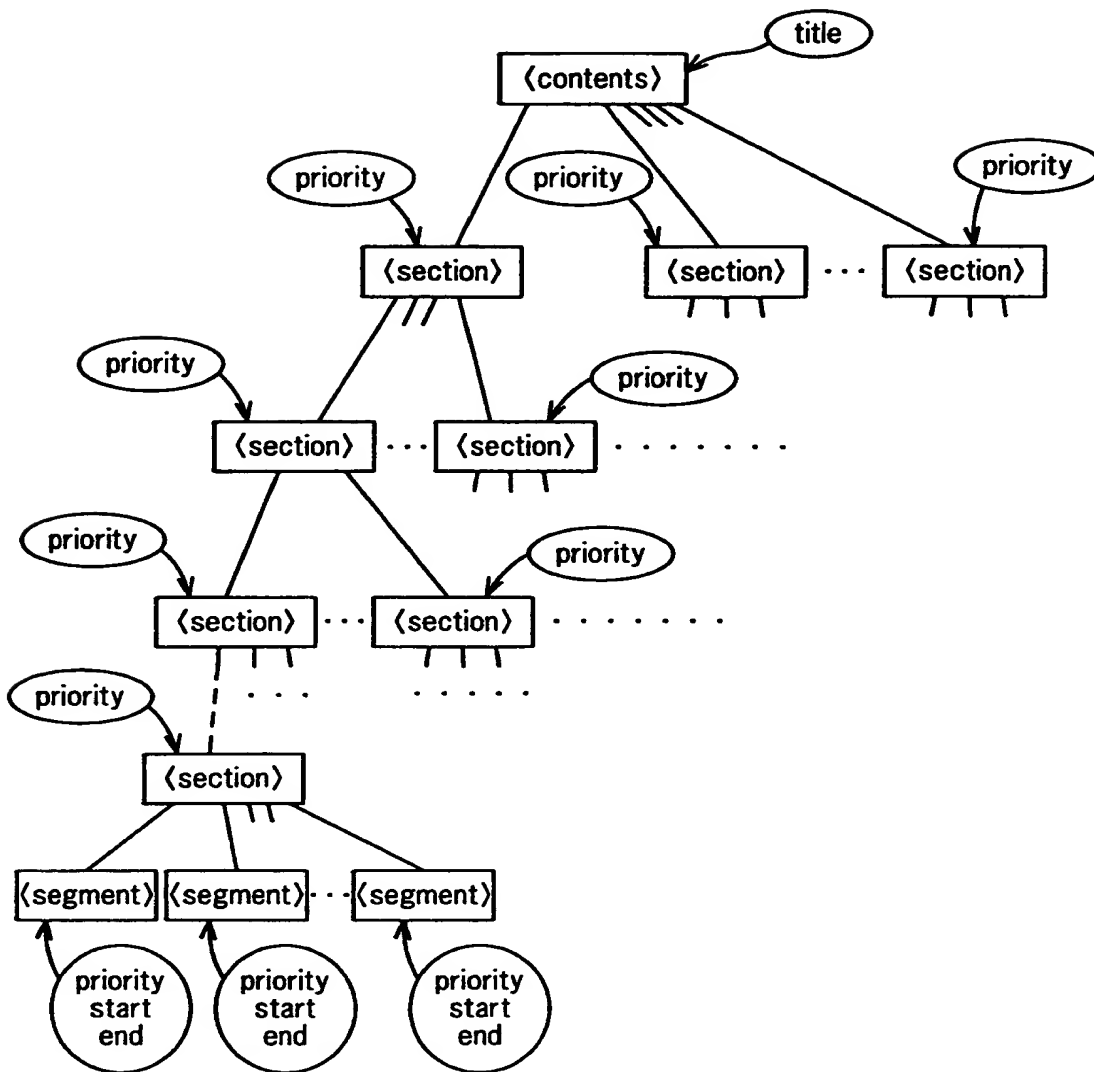 title
〈contents〉
priority
priority
priority
〈section〉
〈section〉
〈section〉
priority
priority
〈section〉
〈section〉
priority
priority
〈section〉
〈section〉
priority
〈section〉
〈segment〉
〈segment〉
〈segment〉
priority
start
end
priority
start
end
priority
start
end